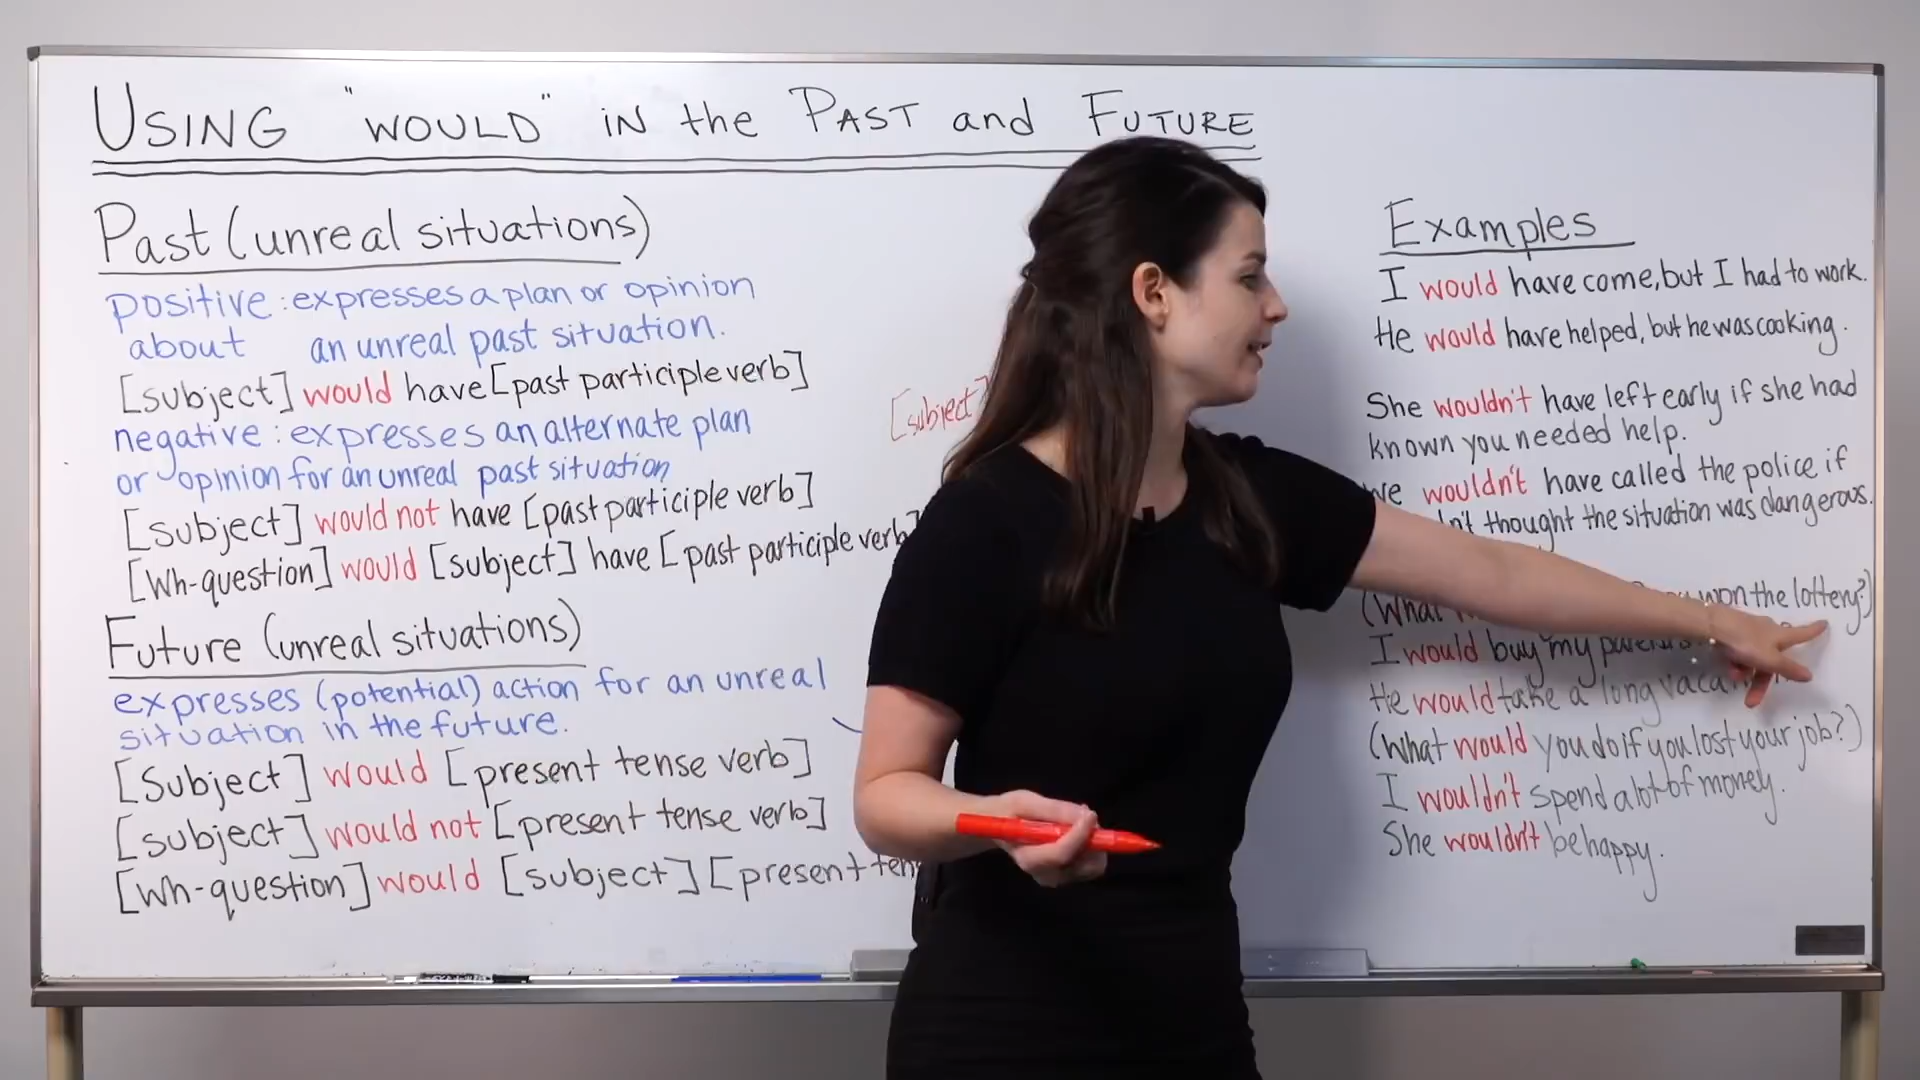 USING "WOULD" IN the PAST and FUTURE
Past (unreal situations)
positive: expresses a plan or opinion
about an unreal past situation.
[subject] would have [past participle verb]
negative: expresses an alternate plan
or opinion for an unreal past situation
[subject] would not have [past participle verb]
[Wh-question] would [subject] have [past participle verb]
Future (unreal situations)
expresses (potential) action for an unreal
situation in the future.
[Subject] would [present tense verb]
[subject] would not [present tense verb]
[Wh-question] would [subject] [present
[subject]
Examples
I would have come, but I had to work.
He would have helped, but he was cooking.
She wouldn't have left early if she had
known you needed help.
We wouldn't have called the police if
thought the situation was dangerous.
(What won the lottery?)
I would buy my
He would take a long
(What would you do if you lost your job?)
I wouldn't spend a lot of money.
She wouldn't be happy.